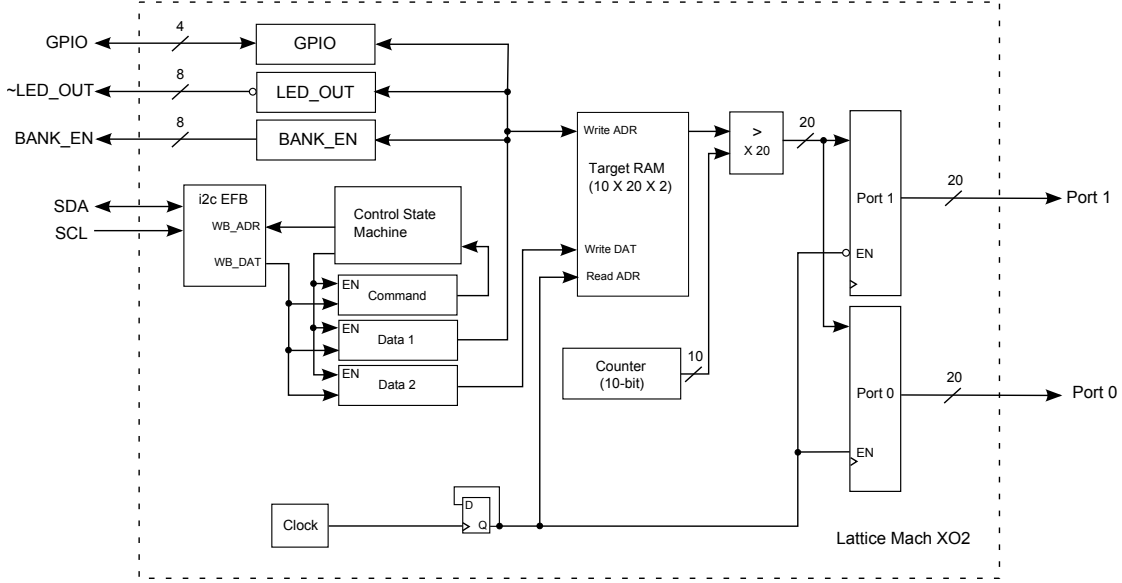 GPIO
4
GPIO
~LED_OUT
8
LED_OUT
BANK_EN
8
BANK_EN
SDA
SCL
i2c EFB
WB_ADR
WB_DAT
Control State
Machine
EN
Command
EN
Data 1
EN
Data 2
Write ADR
Target RAM
(10 X 20 X 2)
Write DAT
Read ADR
>
X 20
20
Counter
(10-bit)
10
Port 1
EN
20
Port 1
Port 0
EN
20
Port 0
Clock
D
Q
Lattice Mach XO2